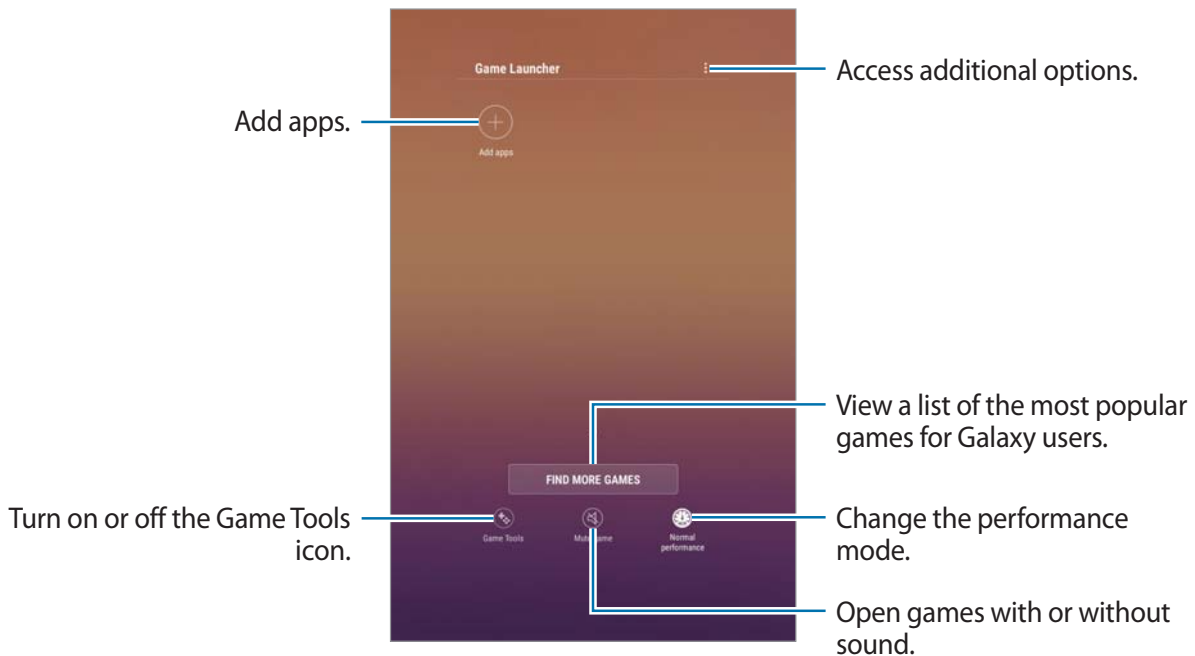 Game Launcher
Access additional options.
Add apps.
Add apps
View a list of the most popular
games for Galaxy users.
FIND MORE GAMES
Turn on or off the Game Tools
icon.
Game Tools
Mute game
Normal
performance
Change the performance
mode.
Open games with or without
sound.